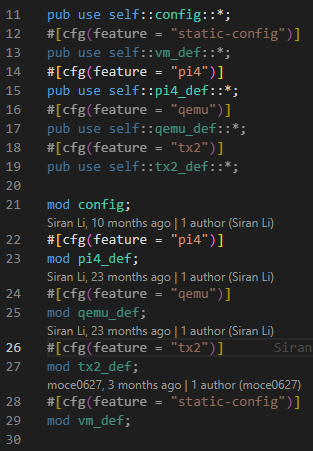 11 pub use self::config::*;
12 #[cfg(feature = "static-config")]
13 pub use self::vm_def::*;
14 #[cfg(feature = "pi4")]
15 pub use self::pi4_def::*;
16 #[cfg(feature = "qemu")]
17 pub use self::qemu_def::*;
18 #[cfg(feature = "tx2")]
19 pub use self::tx2_def::*;
20
21 mod config;
Siran Li, 10 months ago | 1 author (Siran Li)
22 #[cfg(feature = "pi4")]
23 mod pi4_def;
Siran Li, 23 months ago | 1 author (Siran Li)
24 #[cfg(feature = "qemu")]
25 mod qemu_def;
Siran Li, 23 months ago | 1 author (Siran Li)
26 #[cfg(feature = "tx2")] Siran
27 mod tx2_def;
moce0627, 3 months ago | 1 author (moce0627)
28 #[cfg(feature = "static-config")]
29 mod vm_def;
30